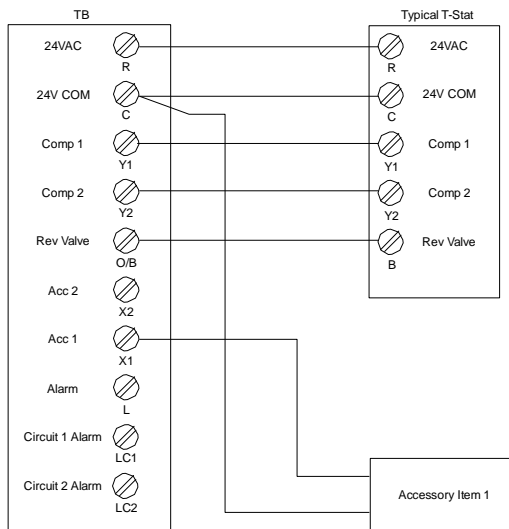 TB
24VAC
R
24V COM
C
Comp 1
Y1
Comp 2
Y2
Rev Valve
O/B
Acc 2
X2
Acc 1
X1
Alarm
L
Circuit 1 Alarm
LC1
Circuit 2 Alarm
LC2
Typical T-Stat
24VAC
R
24V COM
C
Comp 1
Y1
Comp 2
Y2
Rev Valve
B
Accessory Item 1